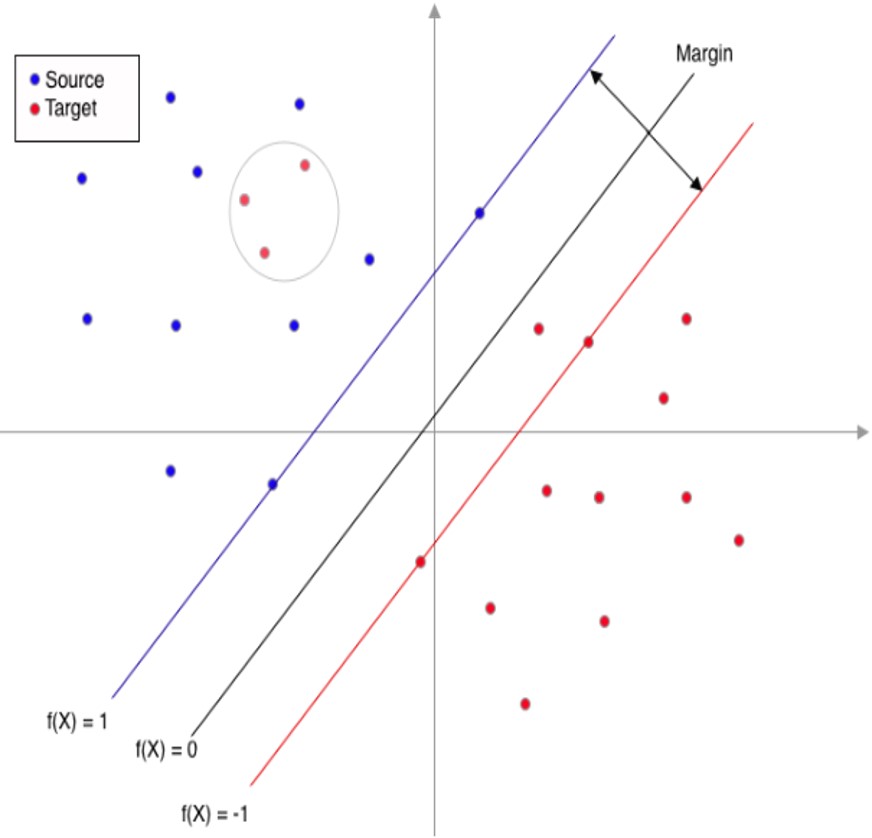 Margin
Source
Target
f(X) = 1
f(X) = 0
f(X) = -1